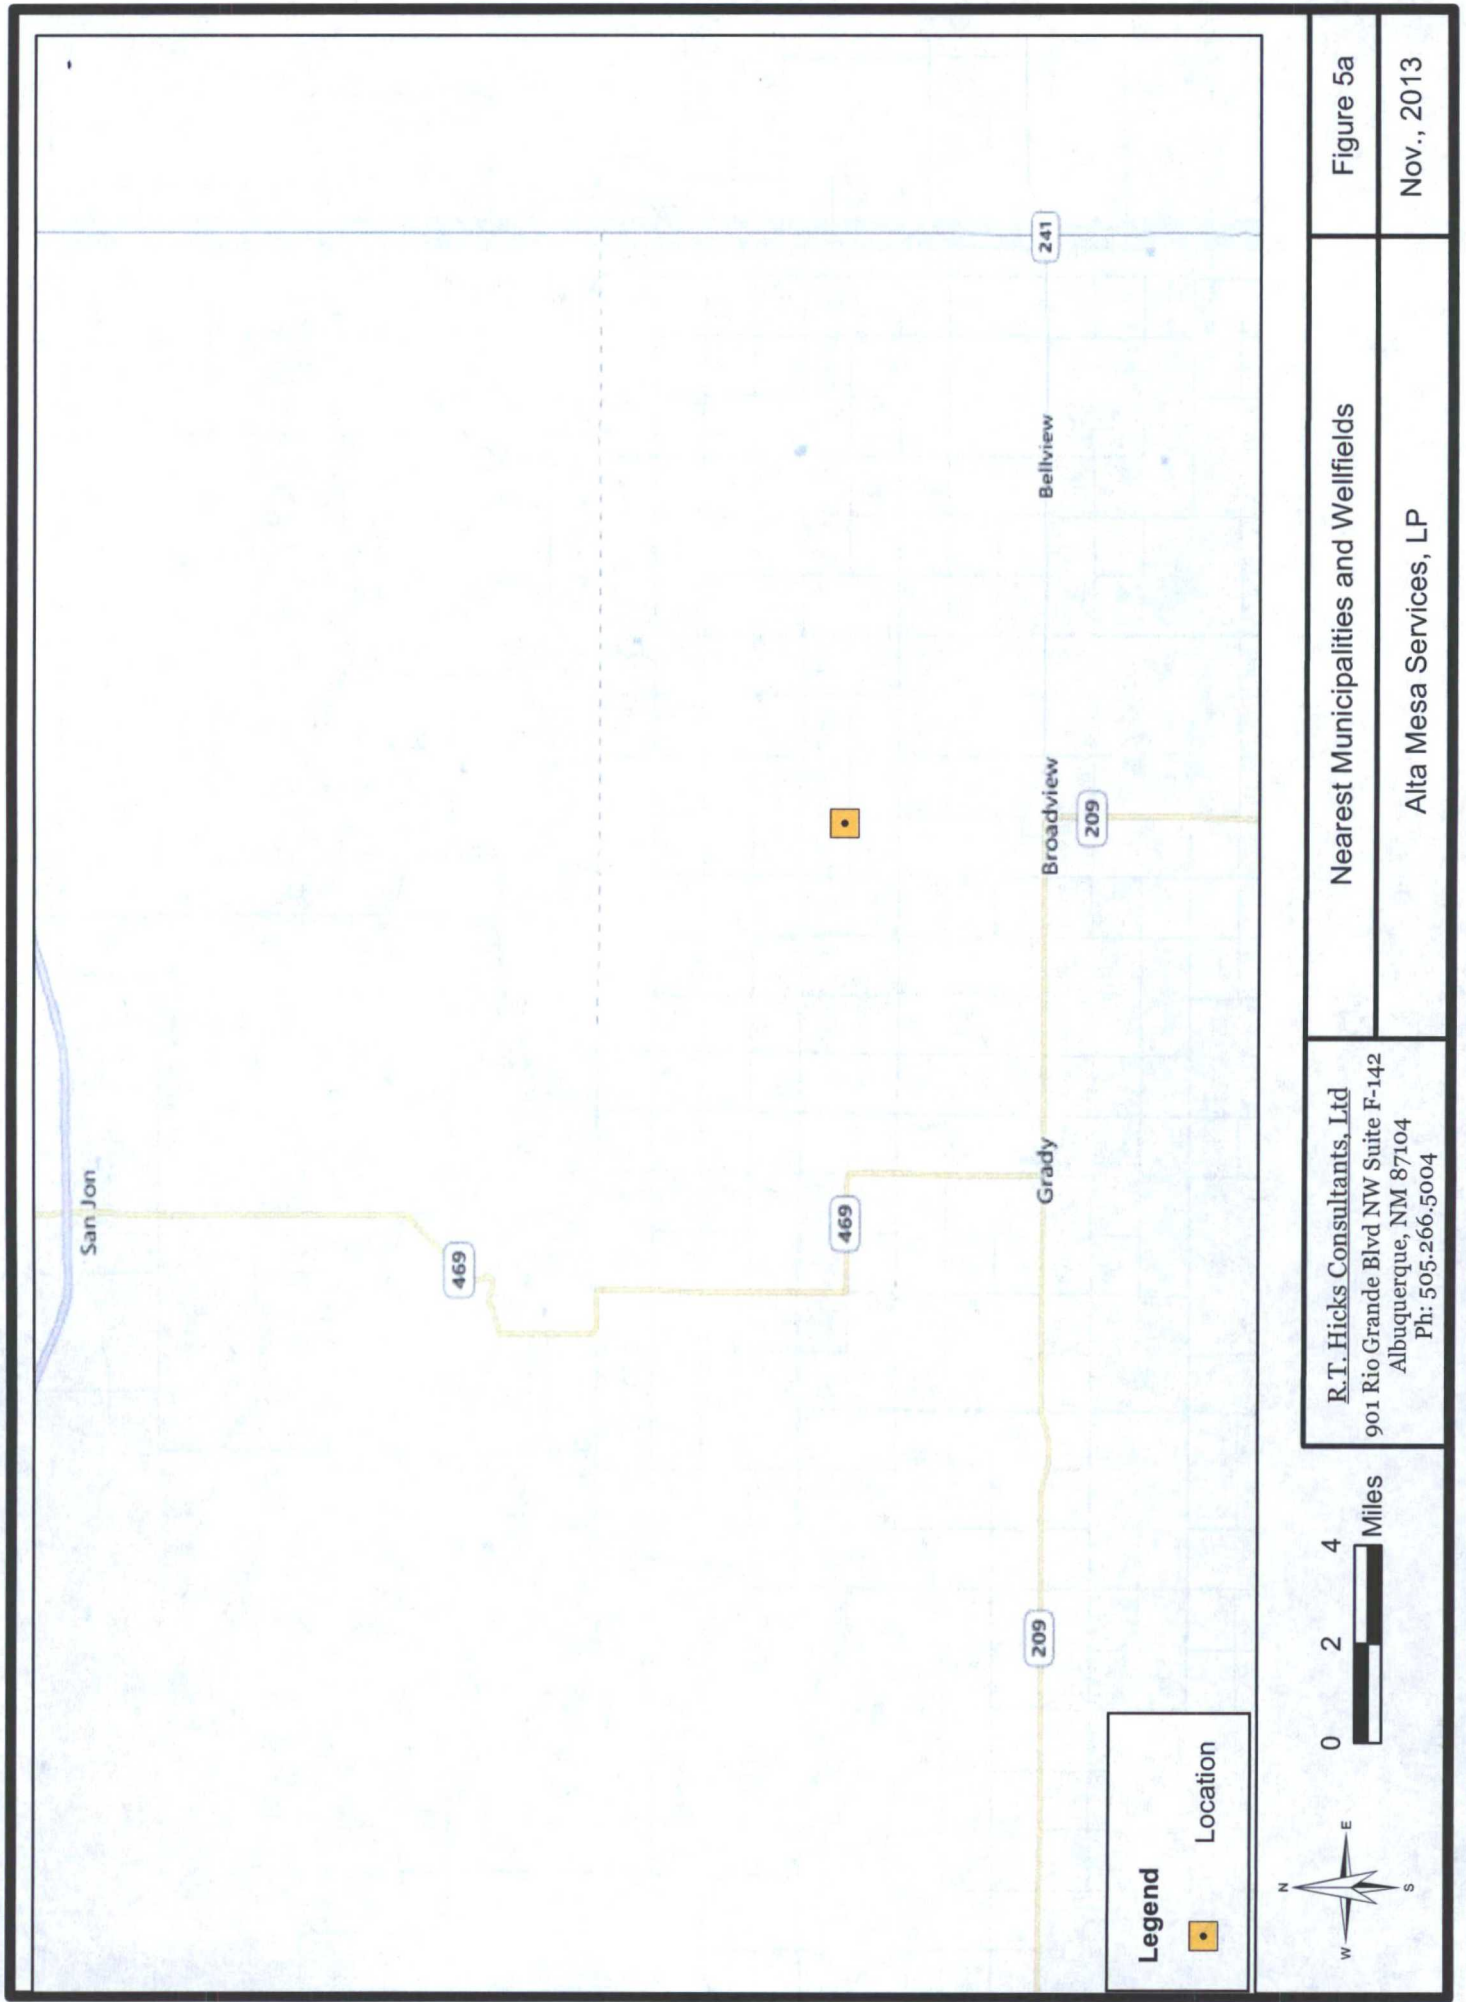 San Jon
469
469
Grady
Broadview
Bellview
241
209
209
Legend
Location
N
W
E
S
0 2 4
Miles
R.T. Hicks Consultants, Ltd
901 Rio Grande Blvd NW Suite F-142
Albuquerque, NM 87104
Ph: 505.266.5004
Nearest Municipalities and Wellfields
Alta Mesa Services, LP
Figure 5a
Nov., 2013